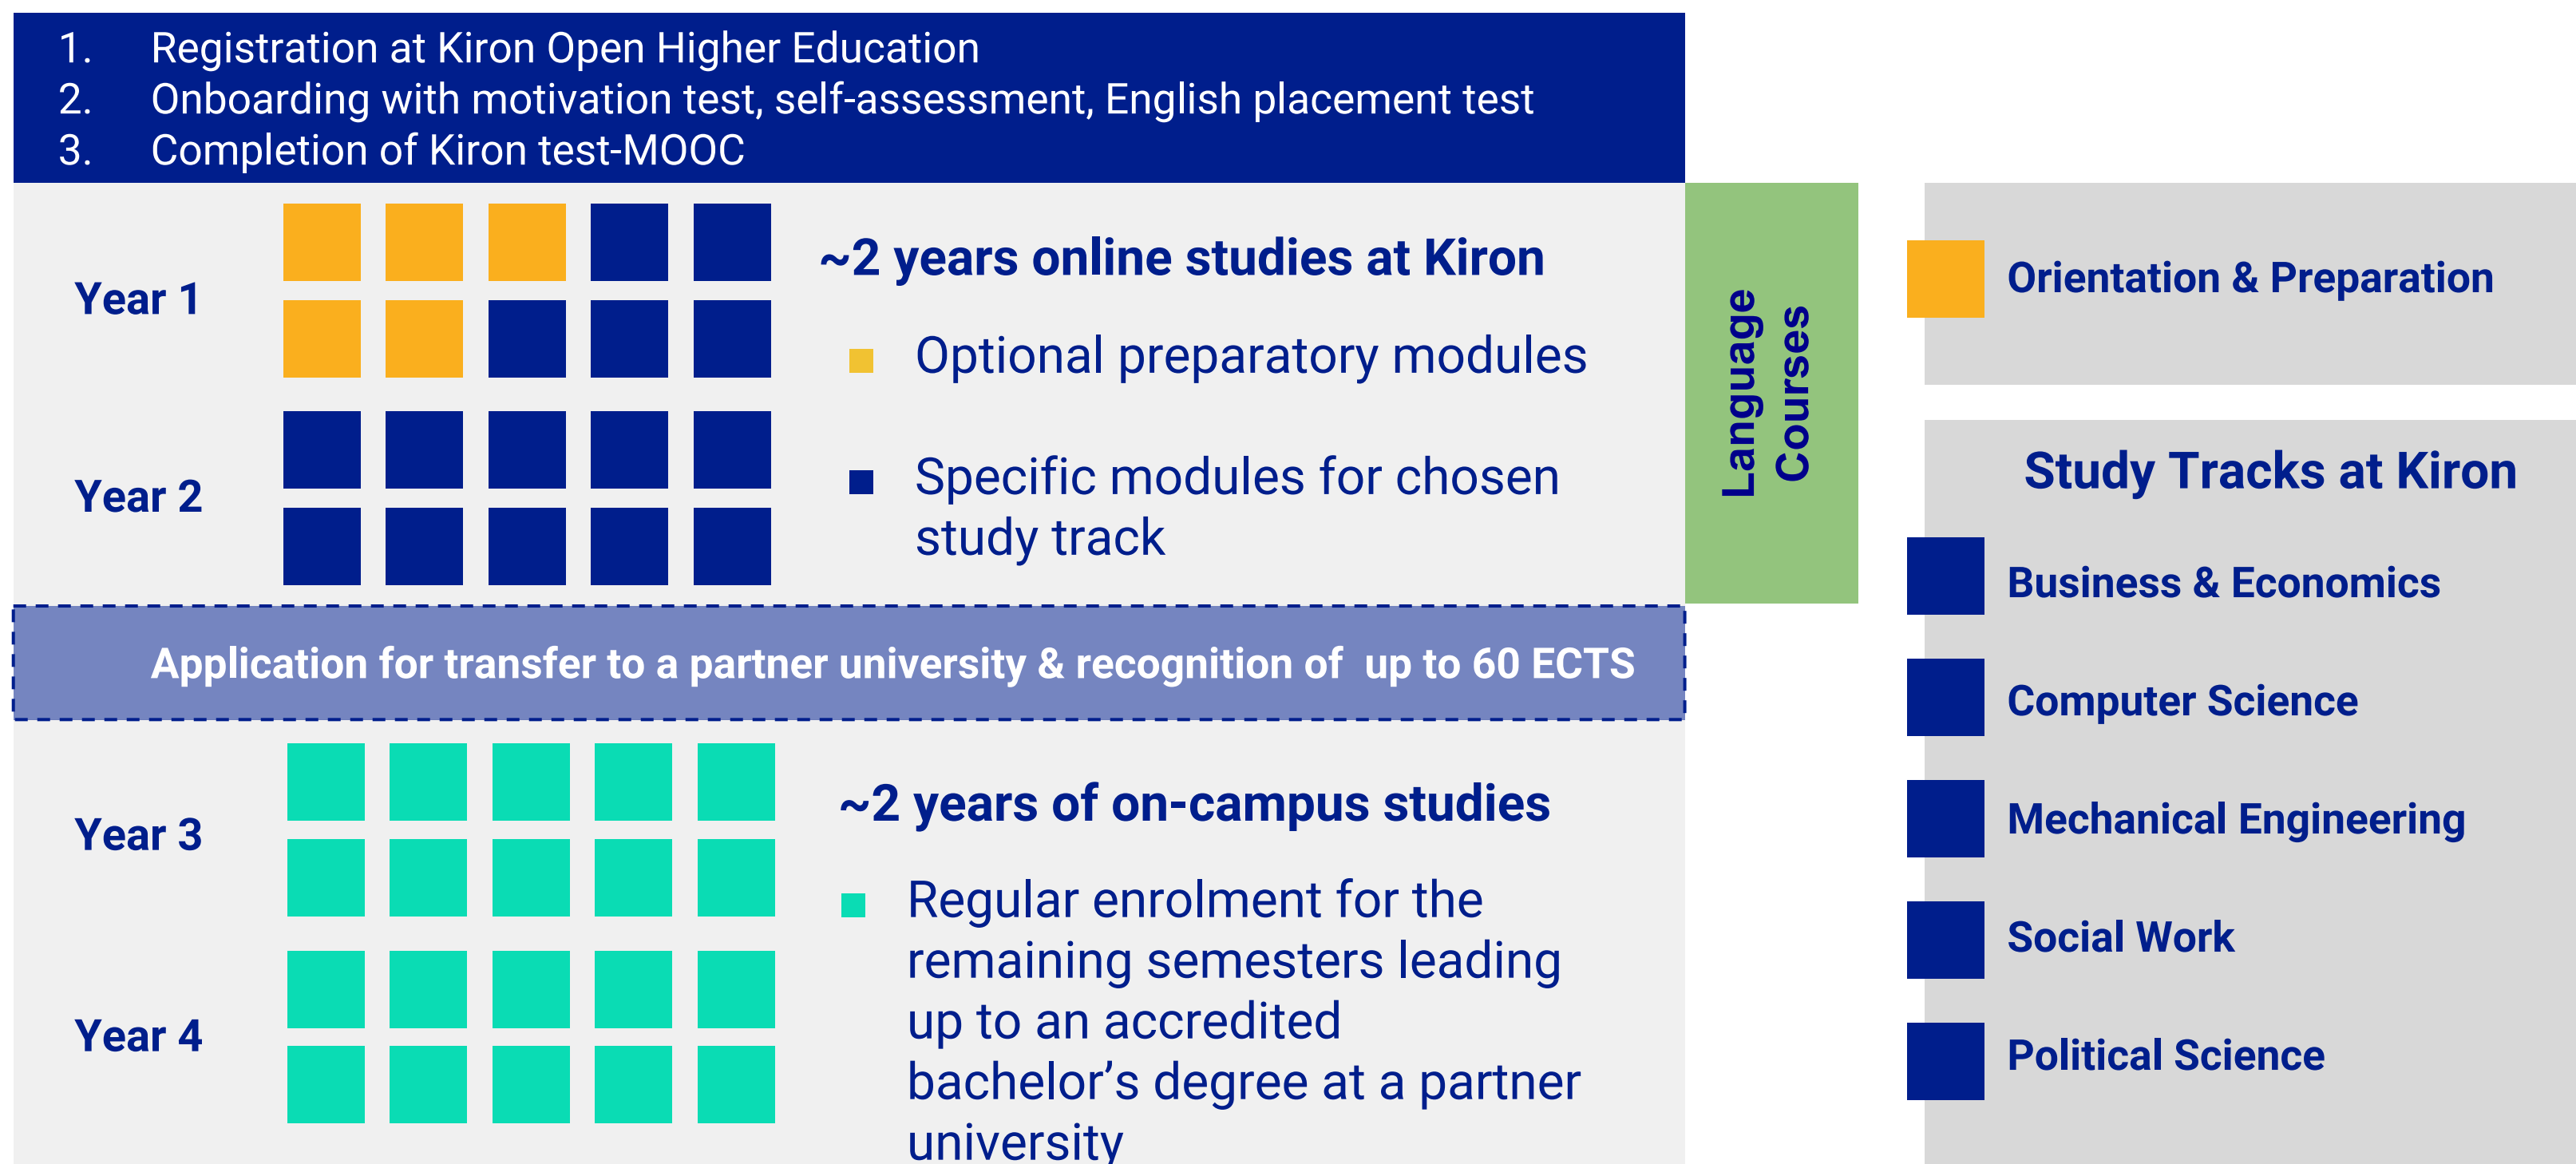 1. Registration at Kiron Open Higher Education
2. Onboarding with motivation test, self-assessment, English placement test
3. Completion of Kiron test-MOOC
Year 1
Year 2
~2 years online studies at Kiron
Optional preparatory modules
Specific modules for chosen
study track
Language
Courses
Application for transfer to a partner university & recognition of up to 60 ECTS
Year 3
Year 4
~2 years of on-campus studies
Regular enrolment for the
remaining semesters leading
up to an accredited
bachelor’s degree at a partner
university
Orientation & Preparation
Study Tracks at Kiron
Business & Economics
Computer Science
Mechanical Engineering
Social Work
Political Science